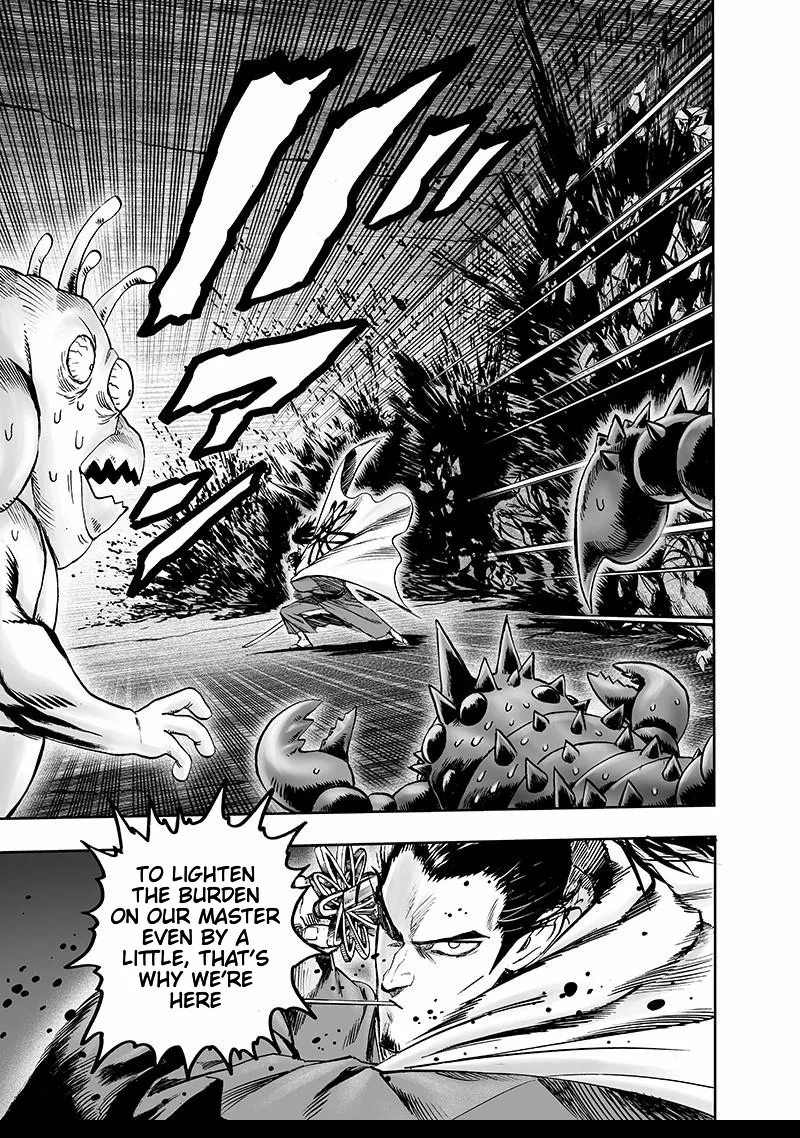 TO LIGHTEN
THE BURDEN
ON OUR MASTER
EVEN BY A
LITTLE, THAT'S
WHY WE'RE
HERE